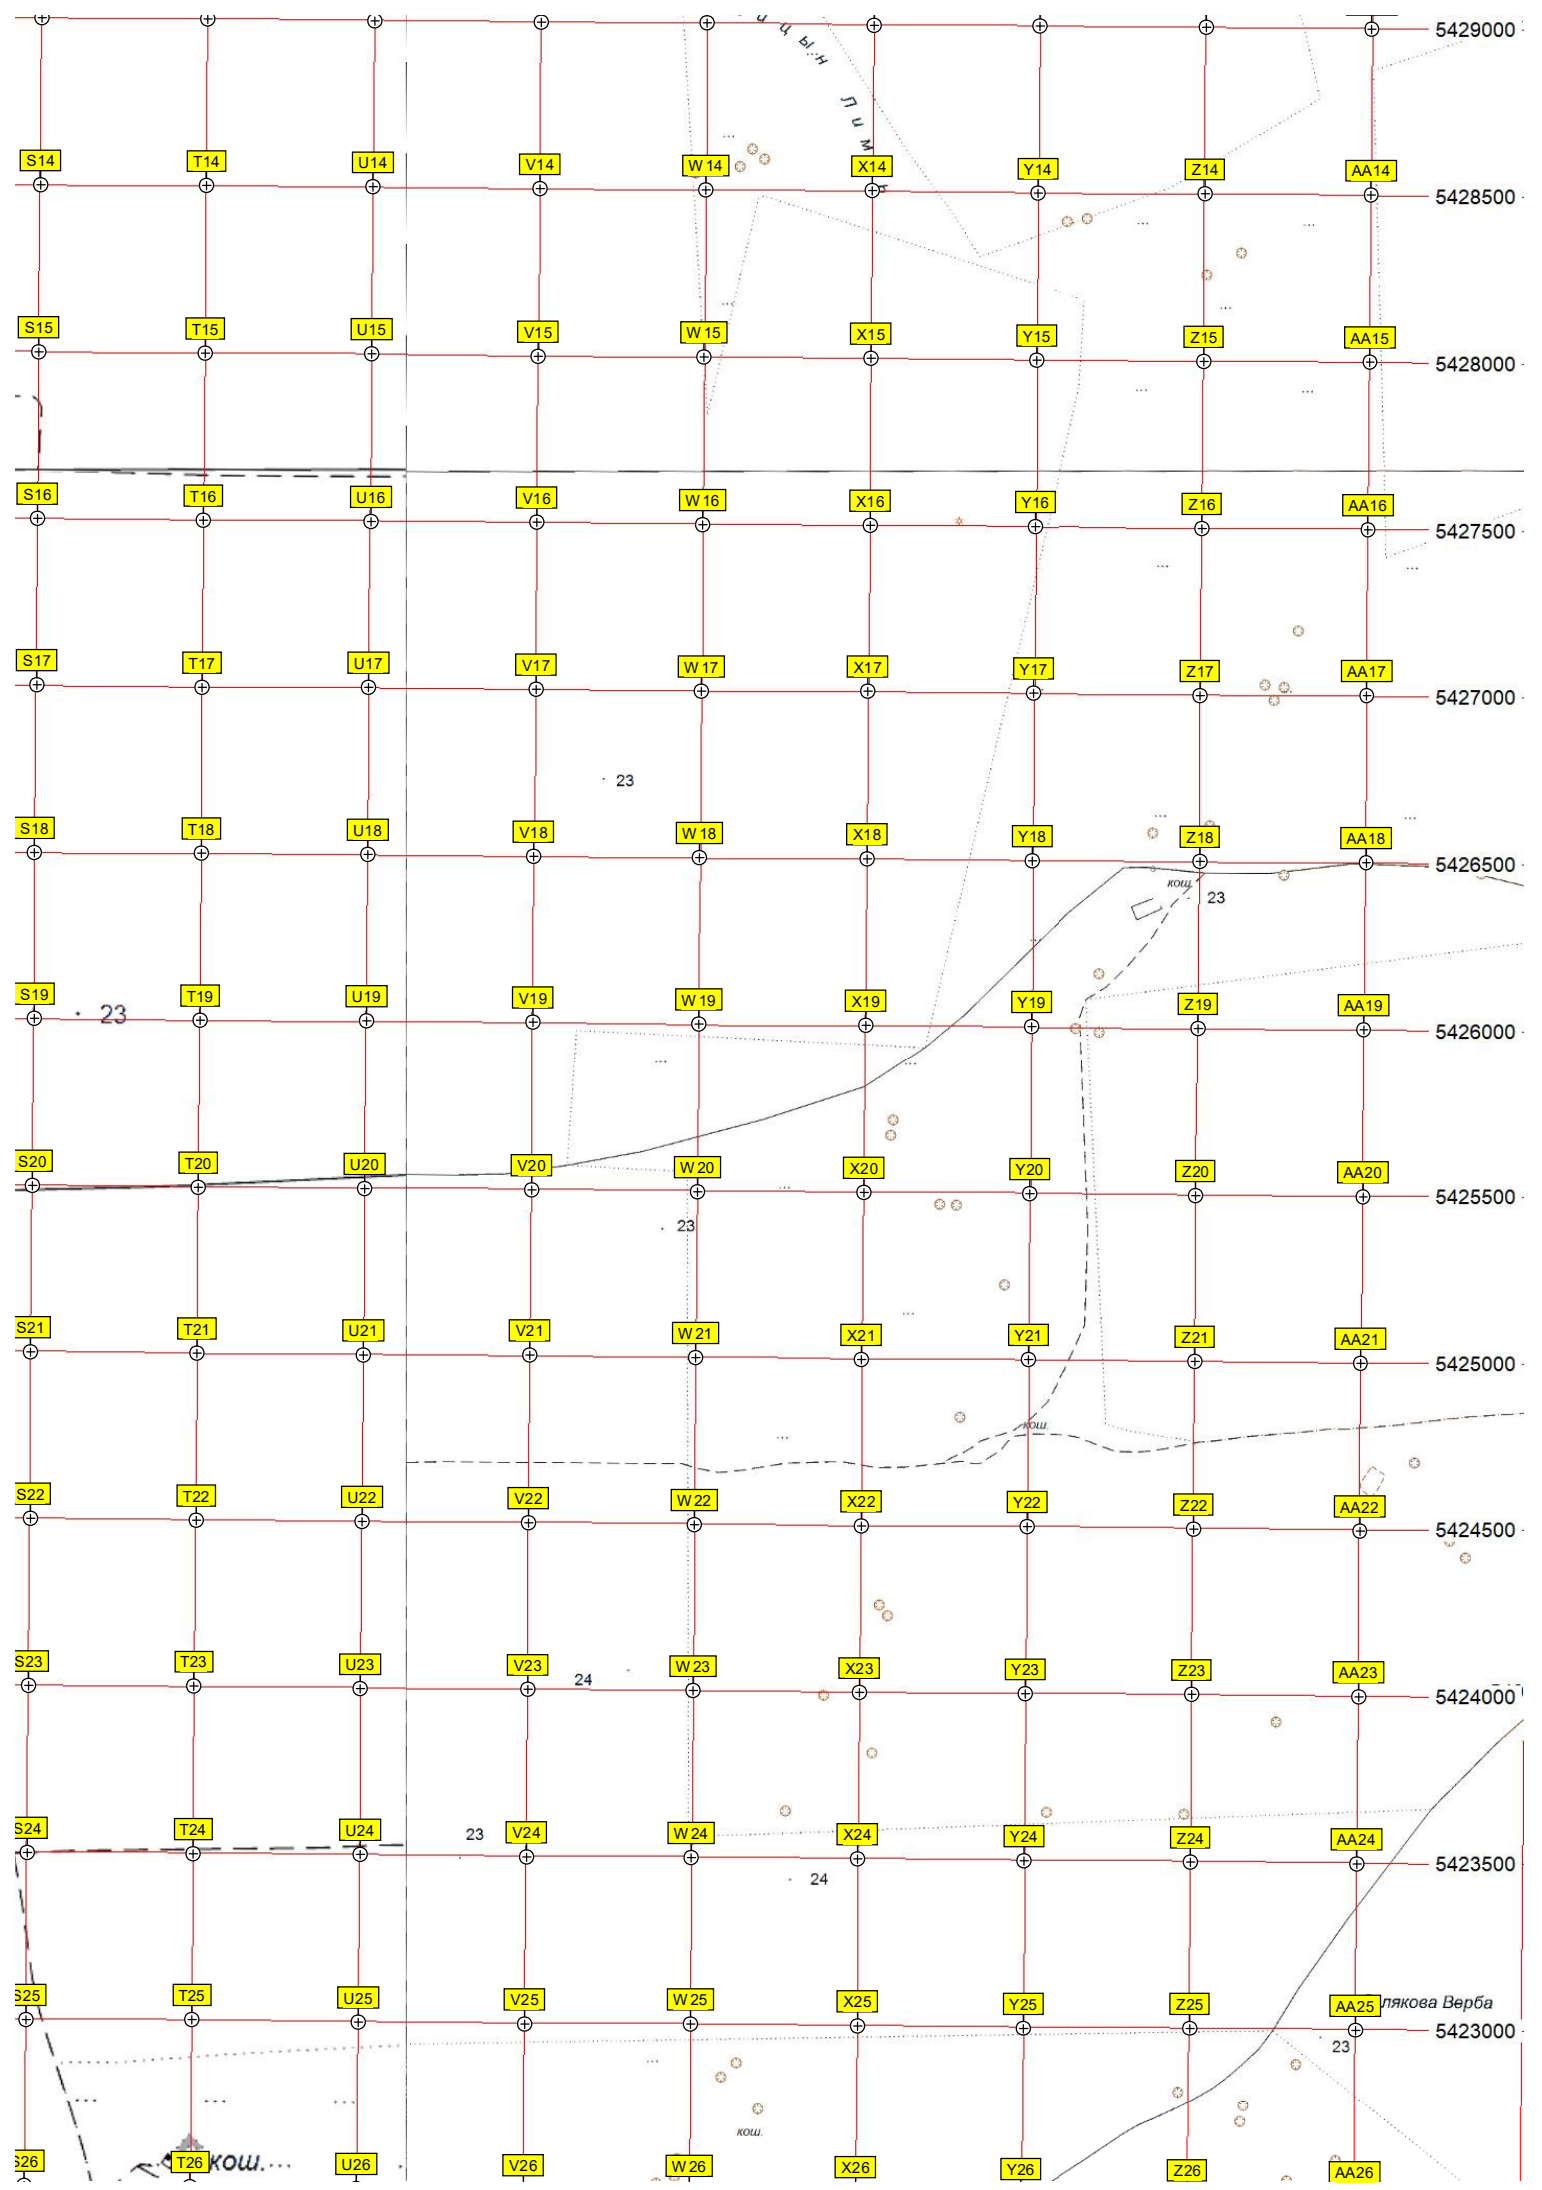 ицын Лимь
5429000
S14 T14 U14 V14 W14 X14 Y14 Z14 AA14
5428500
S15 T15 U15 V15 W15 X15 Y15 Z15 AA15
5428000
S16 T16 U16 V16 W16 X16 Y16 Z16 AA16
5427500
S17 T17 U17 V17 W17 X17 Y17 Z17 AA17
5427000
23
S18 T18 U18 V18 W18 X18 Y18 Z18 AA18
5426500
кош.
23
S19 T19 U19 V19 W19 X19 Y19 Z19 AA19
23
5426000
S20 T20 U20 V20 W20 X20 Y20 Z20 AA20
5425500
23
S21 T21 U21 V21 W21 X21 Y21 Z21 AA21
5425000
кош.
S22 T22 U22 V22 W22 X22 Y22 Z22 AA22
5424500
S23 T23 U23 V23 W23 X23 Y23 Z23 AA23
24
5424000
S24 T24 U24 V24 W24 X24 Y24 Z24 AA24
23
5423500
24
S25 T25 U25 V25 W25 X25 Y25 Z25 AA25
лякова Верба
5423000
23
кош.
S26 T26 U26 V26 W26 X26 Y26 Z26 AA26
кош.